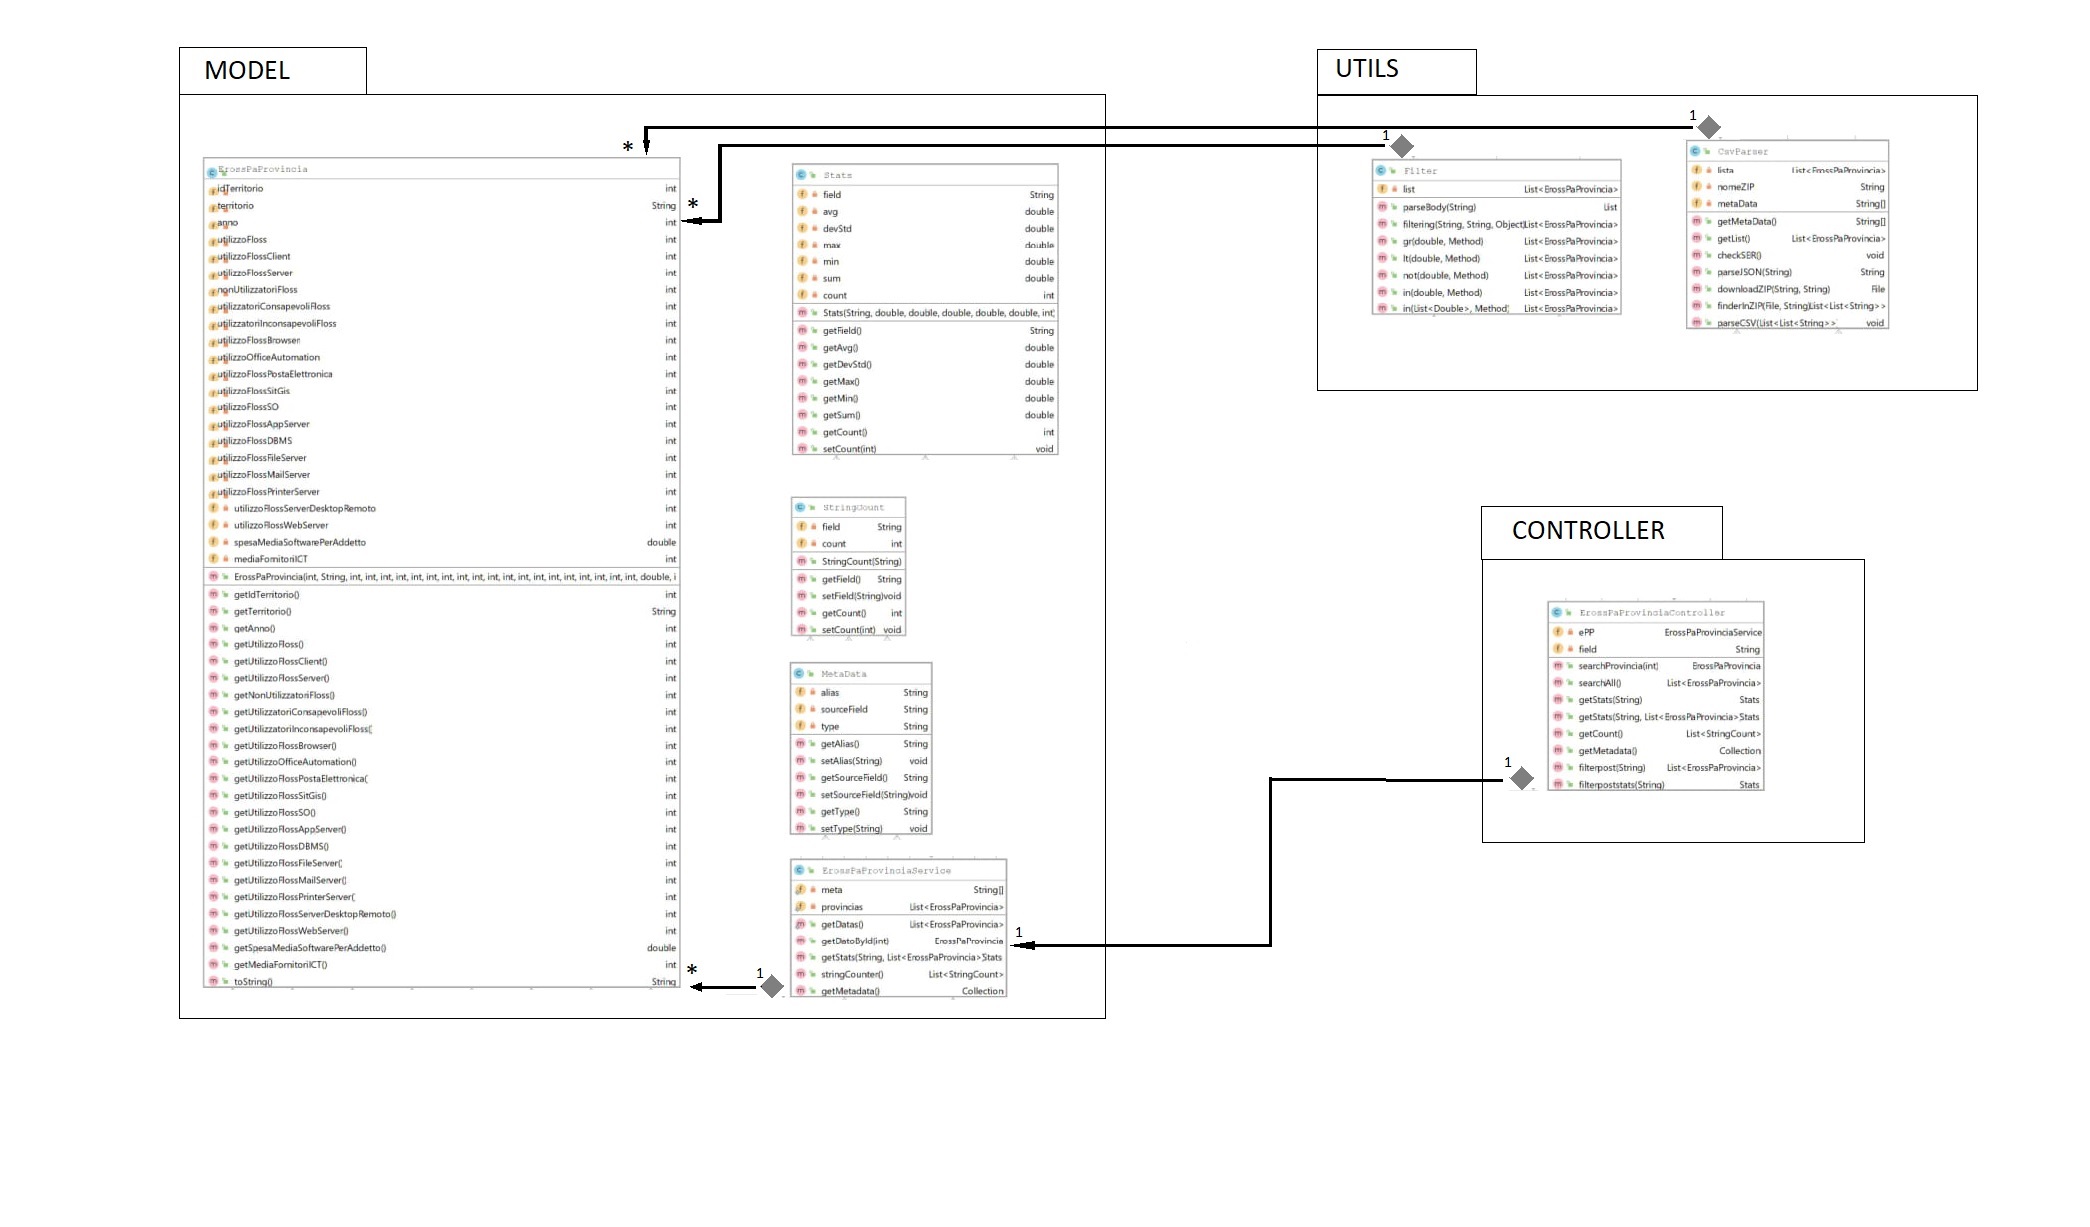 MODEL
ErossPaProvincia
idTerritorio int
territorio String
anno int
utilizzoFloss int
utilizzoFlossClient int
utilizzoFlossServer int
nonUtilizzatoriFloss int
utilizzatoriConsapevoliFloss int
utilizzatoriInconsapevoliFloss int
utilizzoFlossBrowser int
utilizzoOfficeAutomation int
utilizzoFlossPostaElettronica int
utilizzoFlossSitGis int
utilizzoFlossSO int
utilizzoFlossAppServer int
utilizzoFlossDBMS int
utilizzoFlossFileServer int
utilizzoFlossMailServer int
utilizzoFlossPrinterServer int
utilizzoFlossServerDesktopRemoto int
utilizzoFlossWebServer int
spesaMediaSoftwarePerAddetto double
mediaFornitoriICT int
ErossPaProvincia(int, String, int, int, int, int, int, int, int, int, int, int, int, int, int, int, int, int, int, int, int, double, i
getIdTerritorio() int
getTerritorio() String
getAnno() int
getUtilizzoFloss() int
getUtilizzoFlossClient() int
getUtilizzoFlossServer() int
getNonUtilizzatoriFloss() int
getUtilizzatoriConsapevoliFloss() int
getUtilizzatoriInconsapevoliFloss( int
getUtilizzoFlossBrowser() int
getUtilizzoOfficeAutomation() int
getUtilizzoFlossPostaElettronica( int
getUtilizzoFlossSitGis() int
getUtilizzoFlossSO() int
getUtilizzoFlossAppServer() int
getUtilizzoFlossDBMS() int
getUtilizzoFlossFileServer( int
getUtilizzoFlossMailServer() int
getUtilizzoFlossPrinterServer( int
getUtilizzoFlossServerDesktopRemoto() int
getUtilizzoFlossWebServer() int
getSpesaMediaSoftwarePerAddetto() double
getMediaFornitoriICT() int
toString() String
*
*
*
1
1
Stats
field String
avg double
devStd double
max double
min double
sum double
count int
Stats(String, double, double, double, double, double, int)
getField() String
getAvg() double
getDevStd() double
getMax() double
getMin() double
getSum() double
getCount() int
setCount(int) void
StringCount
field String
count int
StringCount(String)
getField() String
setField(String) void
getCount() int
setCount(int) void
MetaData
alias String
sourceField String
type String
getAlias() String
setAlias(String) void
getSourceField() String
setSourceField(String) void
getType() String
setType(String) void
ErossPaProvinciaService
meta String[]
provincias List<ErossPaProvincia>
getDatas() List<ErossPaProvincia>
getDatoById(int) ErossPaProvincia
getStats(String, List<ErossPaProvincia> Stats
stringCounter() List<StringCount>
getMetadata() Collection
UTILS
1
Filter
list List<ErossPaProvincia>
parseBody(String) List
filtering(String, String, Object) List<ErossPaProvincia>
gr(double, Method) List<ErossPaProvincia>
lt(double, Method) List<ErossPaProvincia>
not(double, Method) List<ErossPaProvincia>
in(double, Method) List<ErossPaProvincia>
in(List<Double>, Method) List<ErossPaProvincia>
1
CsvParser
lista List<ErossPaProvincia>
nomeZIP String
metaData String[]
getMetaData() String[]
getList() List<ErossPaProvincia>
checkSER() void
parseJSON(String) String
downloadZIP(String, String) File
finderInZIP(File, String) List<List<String>>
parseCSV(List<List<String>> void
CONTROLLER
1
ErossPaProvinciaController
ePP ErossPaProvinciaService
field String
searchProvincia(int) ErossPaProvincia
searchAll() List<ErossPaProvincia>
getStats(String) Stats
getStats(String, List<ErossPaProvincia> Stats
getCount() List<StringCount>
getMetadata() Collection
filterpost(String) List<ErossPaProvincia>
filterpoststats(String) Stats